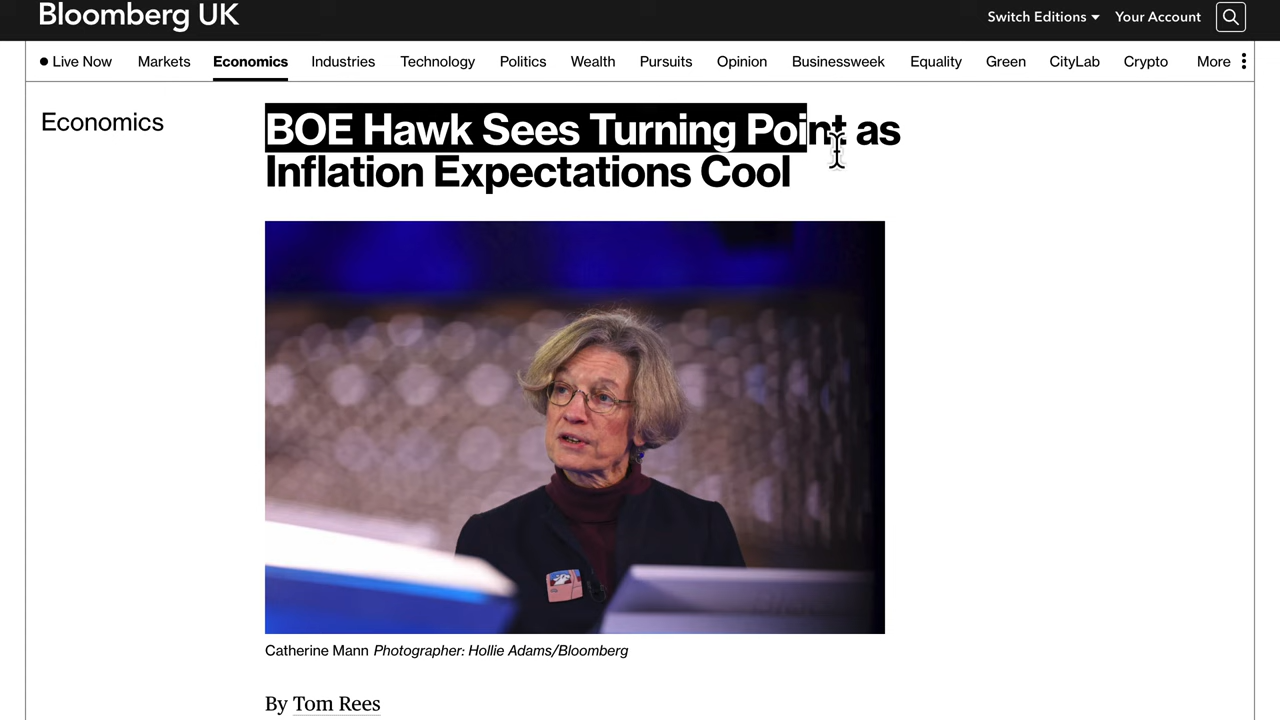 Bloomberg UK
Switch Editions
Your Account
Live Now
Markets
Economics
Industries
Technology
Politics
Wealth
Pursuits
Opinion
Businessweek
Equality
Green
CityLab
Crypto
More
Economics
BOE Hawk Sees Turning Point as
Inflation Expectations Cool
Catherine Mann Photographer: Hollie Adams/Bloomberg
By Tom Rees